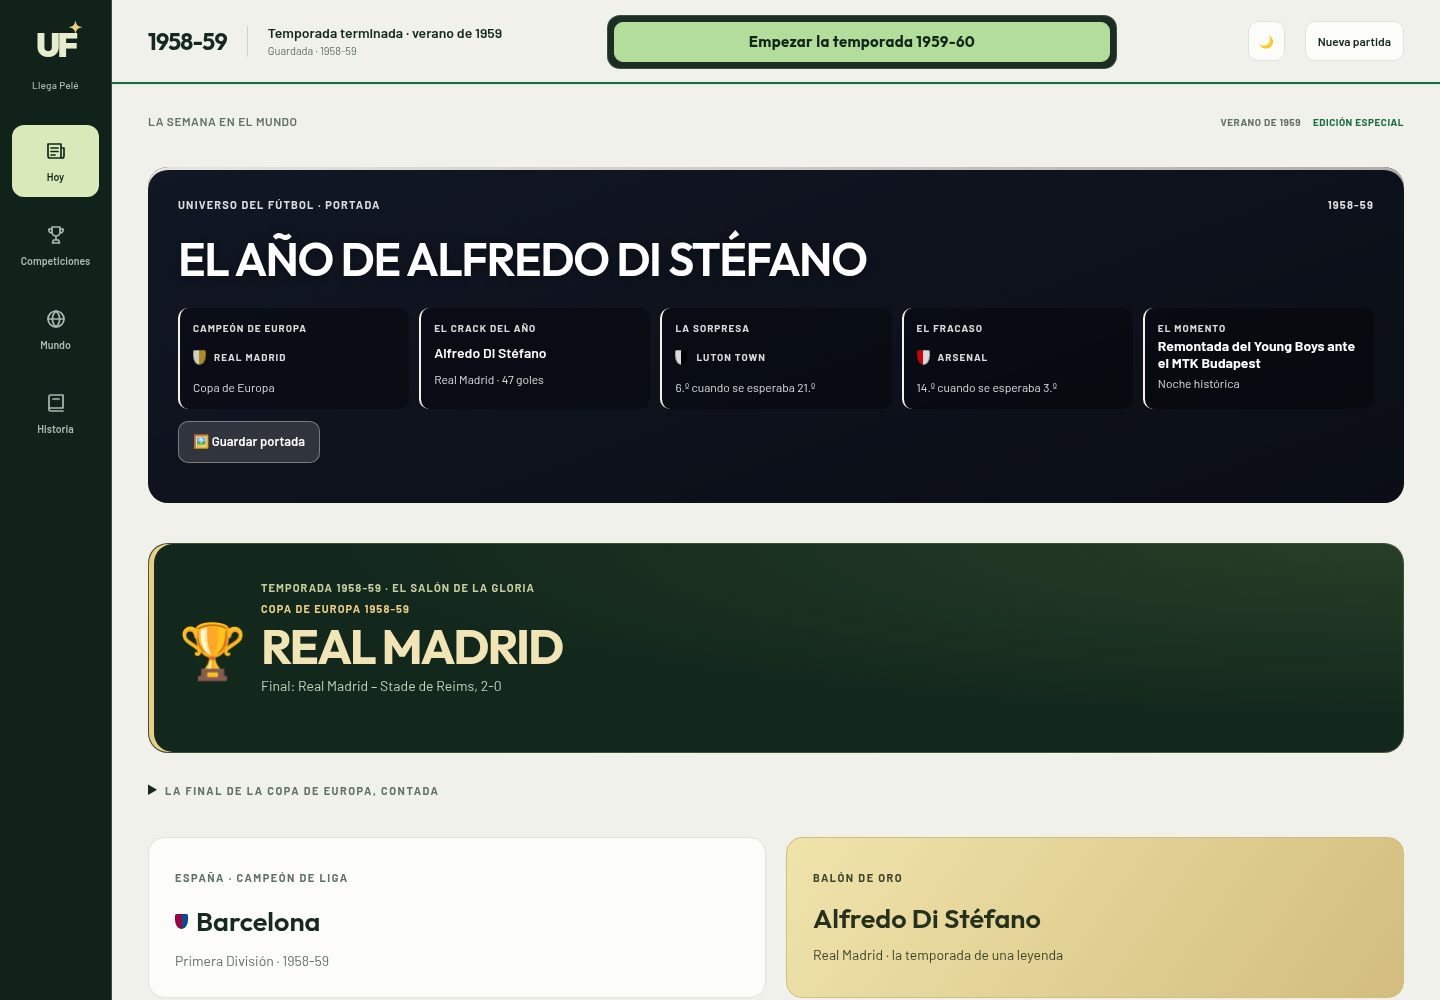 UF
Llega Pelé
Hoy
Competiciones
Mundo
Historia
1958-59
Temporada terminada · verano de 1959
Guardada · 1958-59
Empezar la temporada 1959-60
Nueva partida
LA SEMANA EN EL MUNDO
VERANO DE 1959 EDICIÓN ESPECIAL
UNIVERSO DEL FÚTBOL · PORTADA
1958-59
EL AÑO DE ALFREDO DI STÉFANO
CAMPEÓN DE EUROPA
REAL MADRID
Copa de Europa
EL CRACK DEL AÑO
Alfredo Di Stéfano
Real Madrid · 47 goles
LA SORPRESA
LUTON TOWN
6.º cuando se esperaba 21.º
EL FRACASO
ARSENAL
14.º cuando se esperaba 3.º
EL MOMENTO
Remontada del Young Boys ante
el MTK Budapest
Noche histórica
Guardar portada
TEMPORADA 1958-59 · EL SALÓN DE LA GLORIA
COPA DE EUROPA 1958-59
REAL MADRID
Final: Real Madrid – Stade de Reims, 2-0
LA FINAL DE LA COPA DE EUROPA, CONTADA
ESPAÑA · CAMPEÓN DE LIGA
Barcelona
Primera División · 1958-59
BALÓN DE ORO
Alfredo Di Stéfano
Real Madrid · la temporada de una leyenda